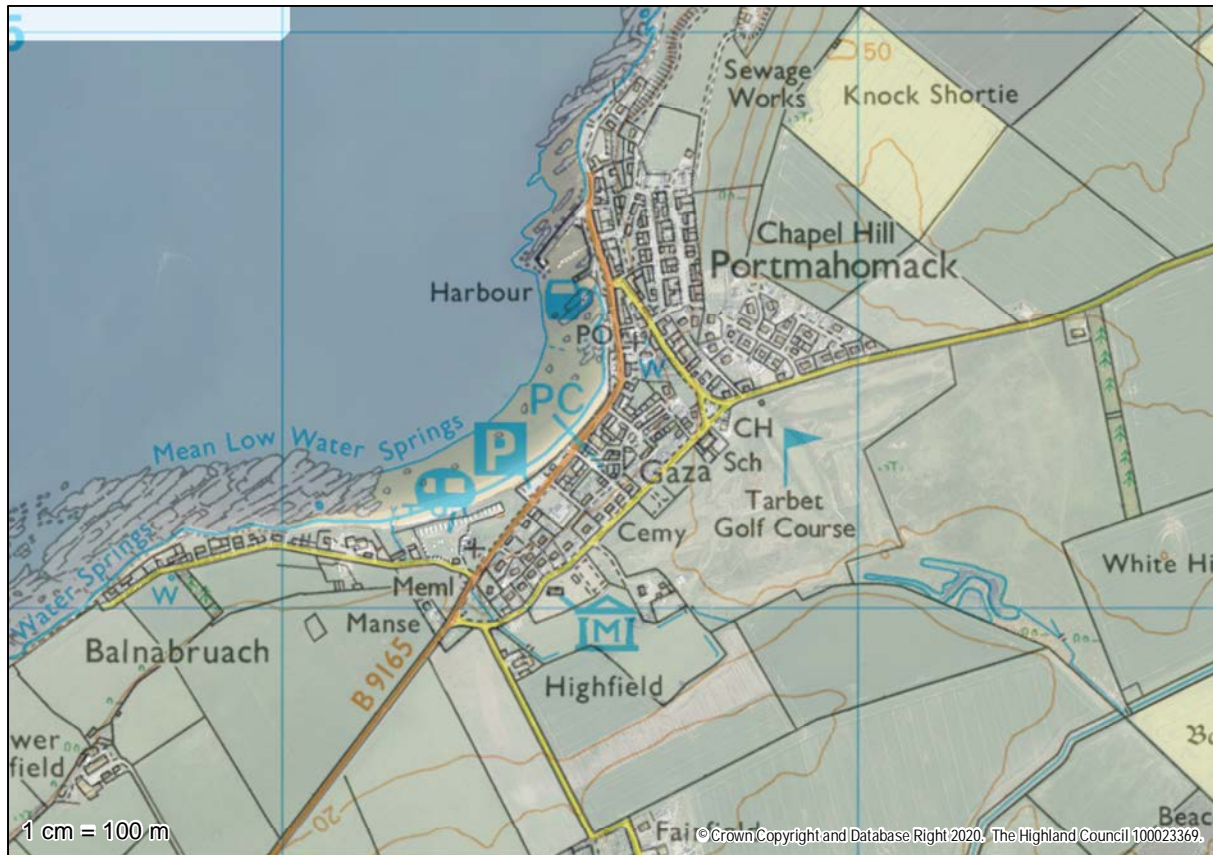 5
50
Sewage
Works
Knock Shortie
Chapel Hill
Portmahomack
Harbour
PO
W
PC
Mean Low Water Springs
P
CH
Sch
Gaza
Tarbet
Golf Course
Cemy
Water Springs
White Hi
Meml
W
Manse
M
Balnabruach
B 9165
Highfield
wer
field
20
Beac
1 cm = 100 m
© Crown Copyright and Database Right 2020. The Highland Council 100023369.